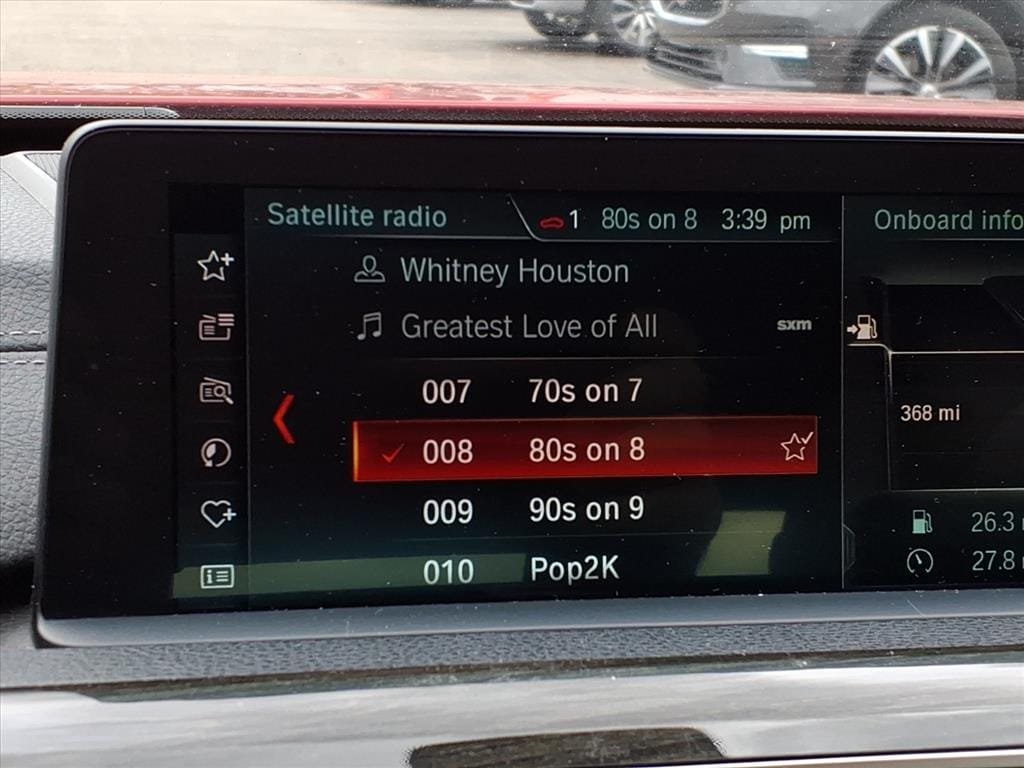 Satellite radio
1 80s on 8 3:39 pm
Onboard info
Whitney Houston
Greatest Love of All
sxm
007 70s on 7
008 80s on 8
009 90s on 9
010 Pop2K
368 mi
26.3
27.8